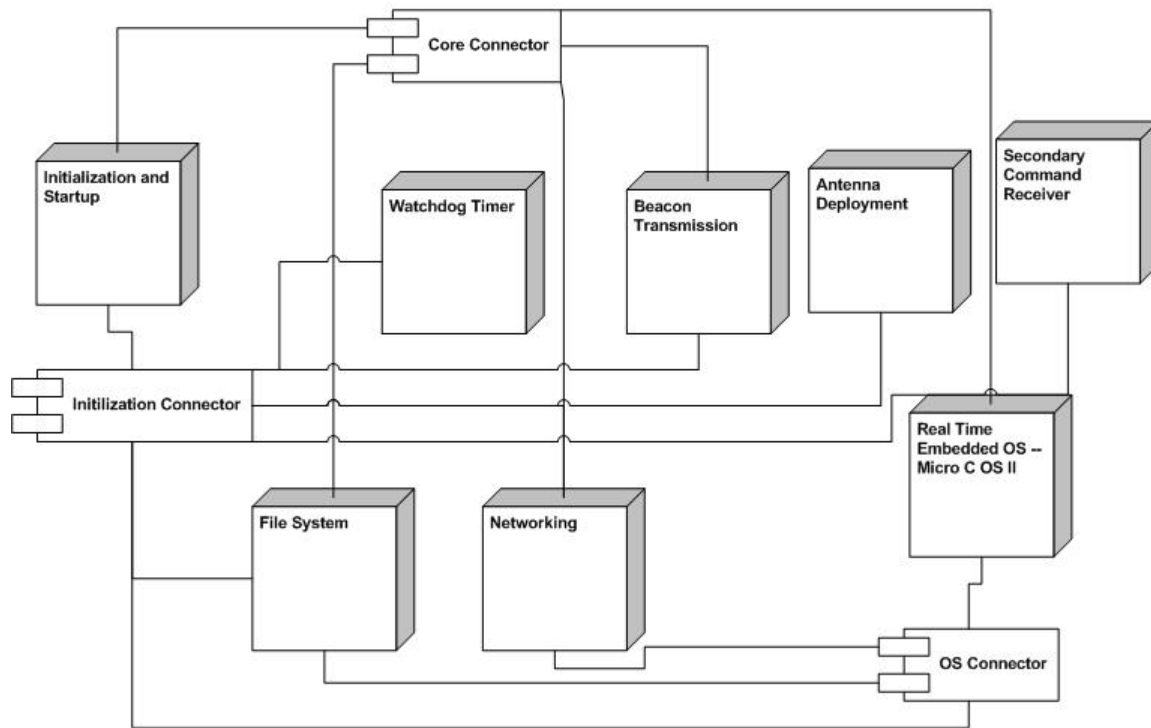 Core Connector
Initialization and
Startup
Watchdog Timer
Beacon
Transmission
Antenna
Deployment
Secondary
Command
Receiver
Initilization Connector
Real Time
Embedded OS --
Micro C OS II
File System
Networking
OS Connector